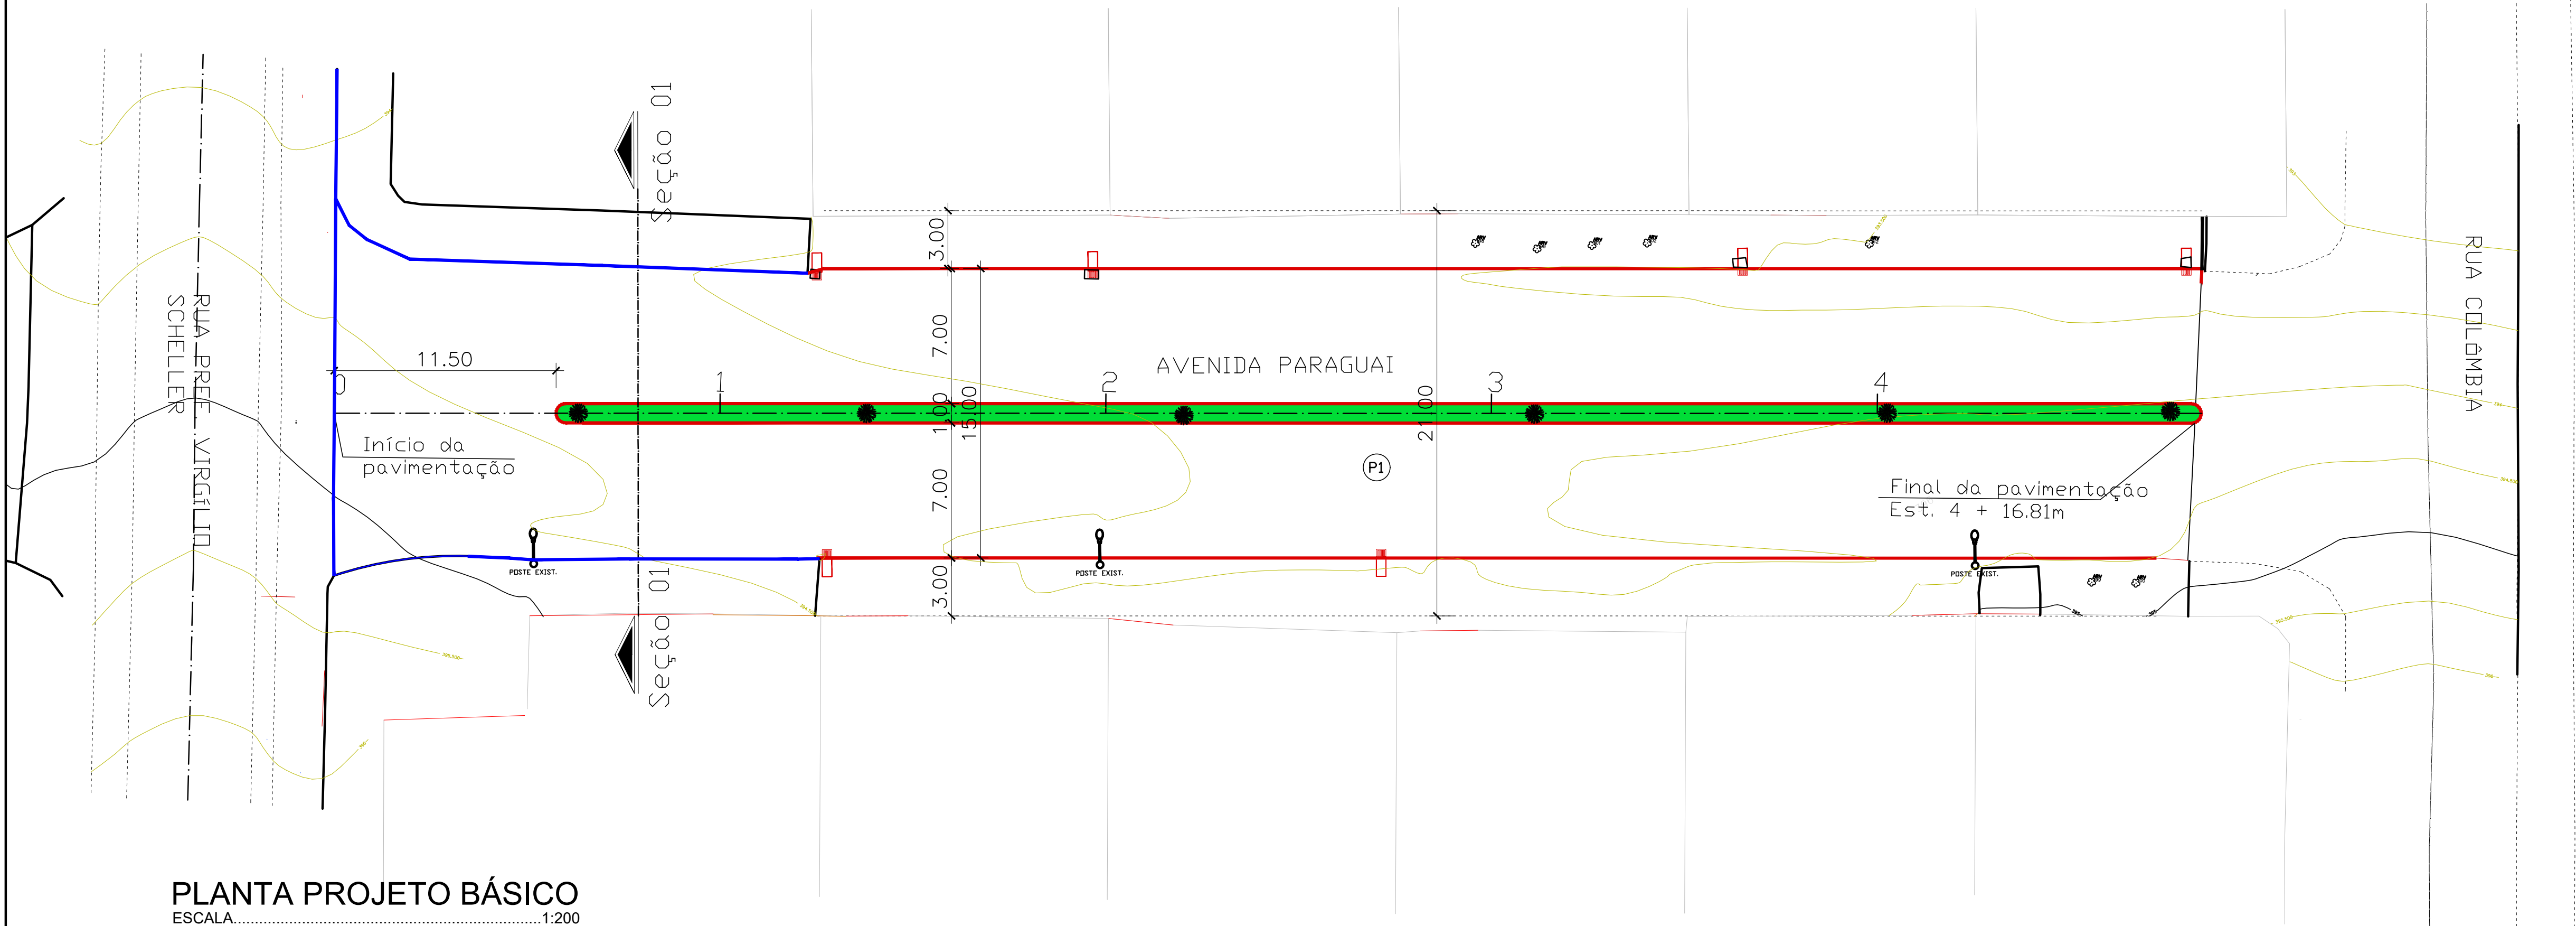 Seção 01
3.00
7.00
1.00
15.00
7.00
3.00
21.00
11.50
0
1
2
3
4
AVENIDA PARAGUAI
RUA PREF. VIRGÍLIO
SCHELLER
RUA COLÔMBIA
Início da
pavimentação
P1
Final da pavimentação
Est. 4 + 16.81m
POSTE EXIST.
POSTE EXIST.
POSTE EXIST.
Seção 01
PLANTA PROJETO BÁSICO
ESCALA.......................................................................1:200